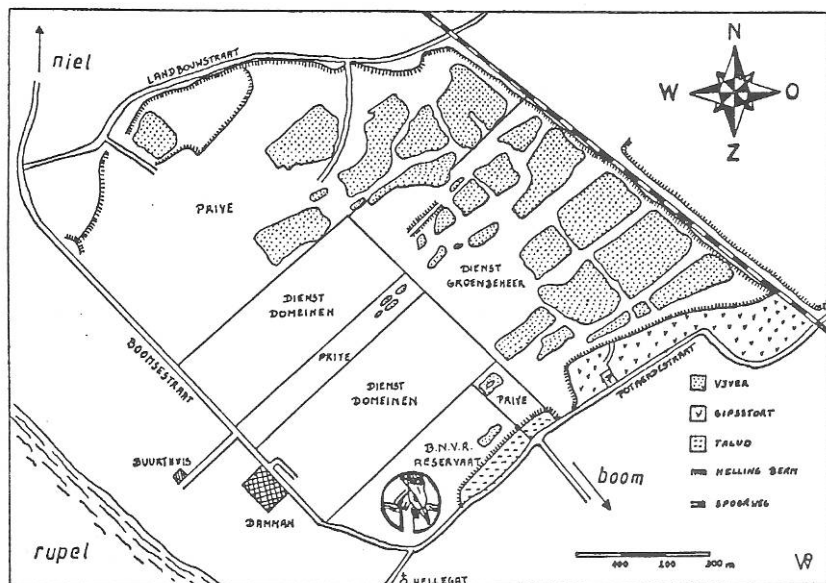 niel
LANDBOUWSTRAAT
N
W O
Z
PRIVE
DIENST
GROENBEHEER
DIENST
DOMEINEN
PRIVE
BOOMSESTRAAT
DIENST
DOMEINEN
PRIVE
POTAERDESTRAAT
B.N.V.R.
RESERVAAT
BUURTHUIS
DAMMAN
boom
rupel
HELLEGAT
VIJVER
GIPSSTORT
TALUD
HELLING BERM
SPOORWEG